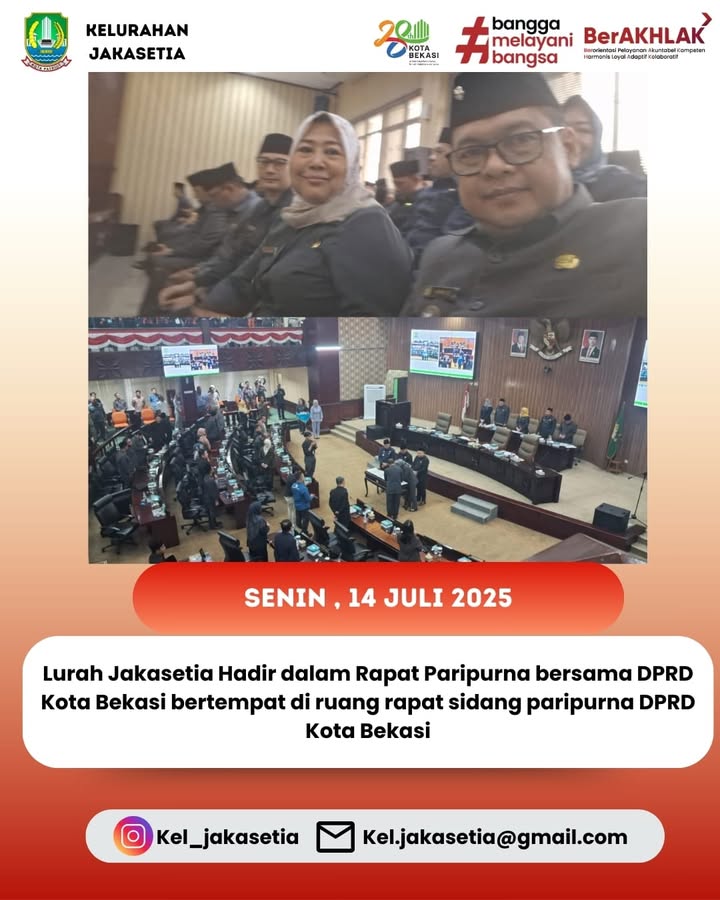 KELURAHAN
JAKASETIA
KOTA
BEKASI
#bangga
melayani
bangsa
BerAKHLAK
Berorientasi Pelayanan Akuntabel Kompeten
Harmonis Loyal Adaptif Kolaboratif
SENIN , 14 JULI 2025
Lurah Jakasetia Hadir dalam Rapat Paripurna bersama DPRD
Kota Bekasi bertempat di ruang rapat sidang paripurna DPRD
Kota Bekasi
Kel_jakasetia
Kel.jakasetia@gmail.com